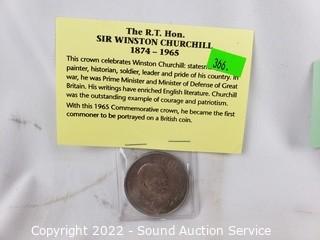 The R.T. Hon.
SIR WINSTON CHURCHILL
1874 – 1965
366.
This crown celebrates Winston Churchill:
painter, historian, soldier, leader and pride of his country. In
war, he was Prime Minister and Minister of Defense of Great
Britain. His writings have enriched English literature. Churchill
was the outstanding example of courage and patriotism.
With this 1965 Commemorative crown, he became the first
commoner to be portrayed on a British coin.
Copyright 2022 - Sound Auction Service